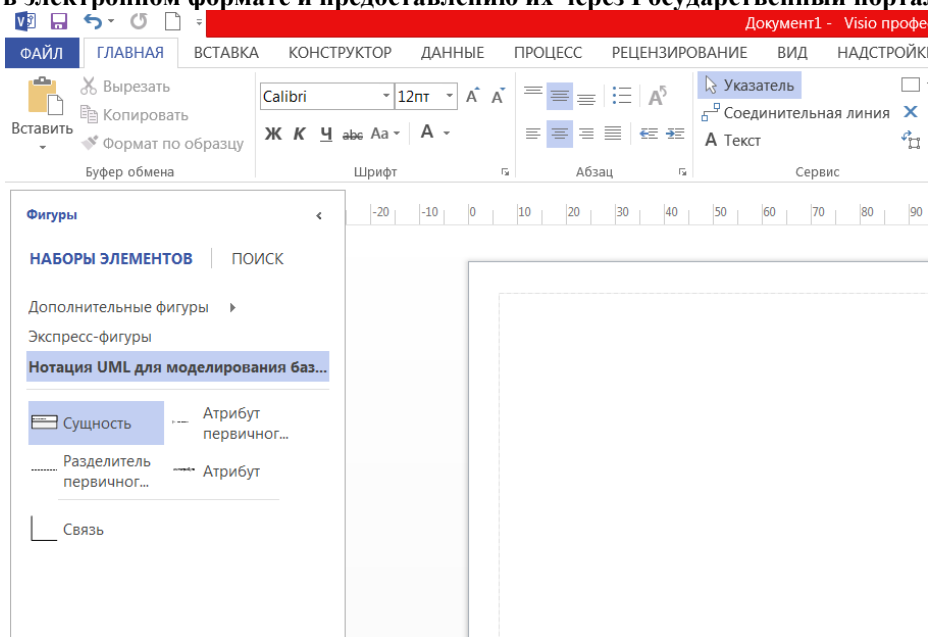 в электронном формате и предоставлению их через Государственный портал
Документ1 - Visio профе
ФАЙЛ ГЛАВНАЯ ВСТАВКА КОНСТРУКТОР ДАННЫЕ ПРОЦЕСС РЕЦЕНЗИРОВАНИЕ ВИД НАДСТРОЙКИ
Вставить
Вырезать
Копировать
Формат по образцу
Буфер обмена
Calibri 12пт A A
Ж К Ч abc Aa A
Шрифт
Абзац
Указатель
Соединительная линия
А Текст
Сервис
Фигуры
-20 -10 0 10 20 30 40 50 60 70 80 90
НАБОРЫ ЭЛЕМЕНТОВ ПОИСК
Дополнительные фигуры
Экспресс-фигуры
Нотация UML для моделирования баз...
Сущность
Атрибут
первичног...
Разделитель
первичног...
Атрибут
Связь